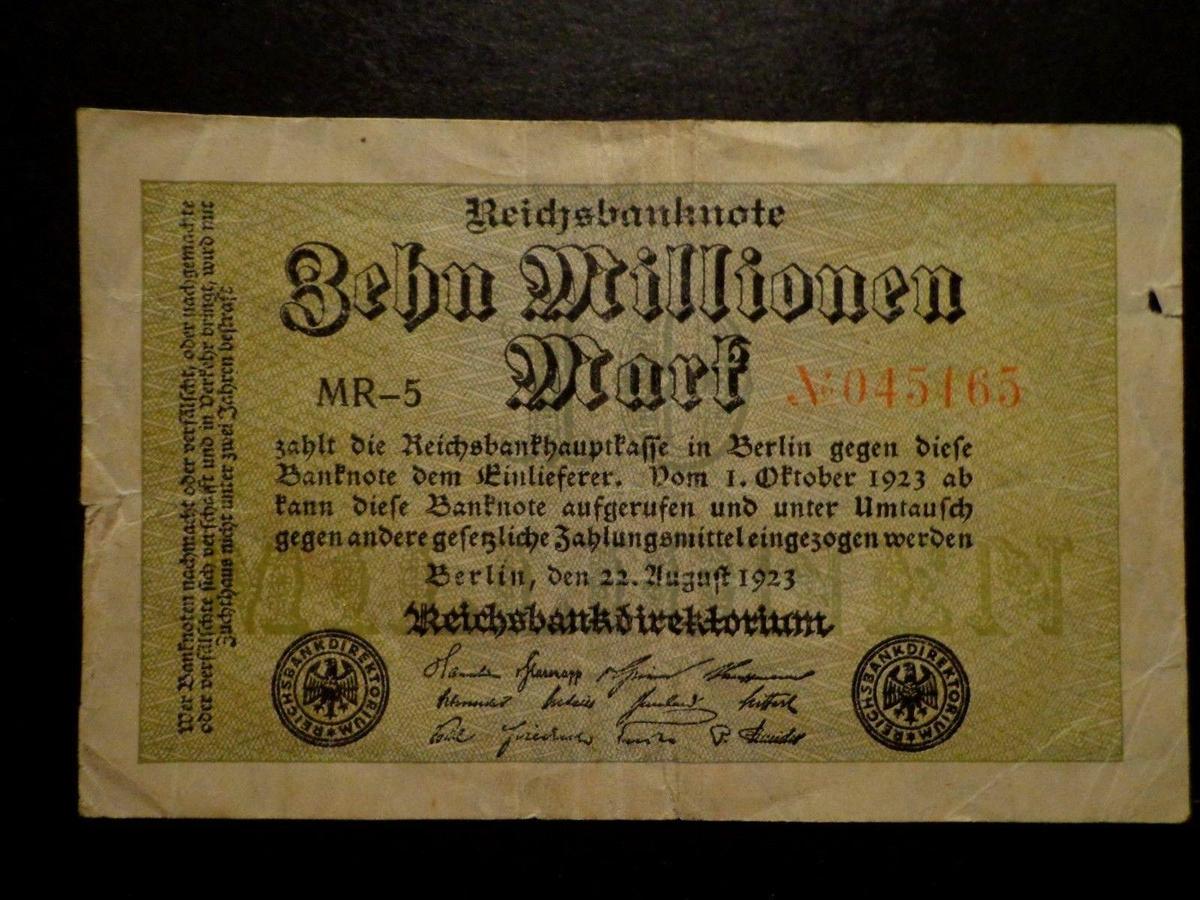 Reichsbanknote
Zehn Millionen
Mark
MR-5
№045165
zahlt die Reichsbankhauptkasse in Berlin gegen diese
Banknote dem Einlieferer. Vom 1. Oktober 1923 ab
kann diese Banknote aufgerufen und unter Umtausch
gegen andere gesetzliche Zahlungsmittel eingezogen werden
Berlin, den 22. August 1923
Reichsbankdirektorium
REICHSBANKDIREKTORIUM
REICHSBANKDIREKTORIUM
Wer Banknoten nachmacht oder verfälscht, oder nachgemachte
oder verfälschte sich verschafft und in Verkehr bringt, wird mit
Zuchthaus nicht unter zwei Jahren bestraft